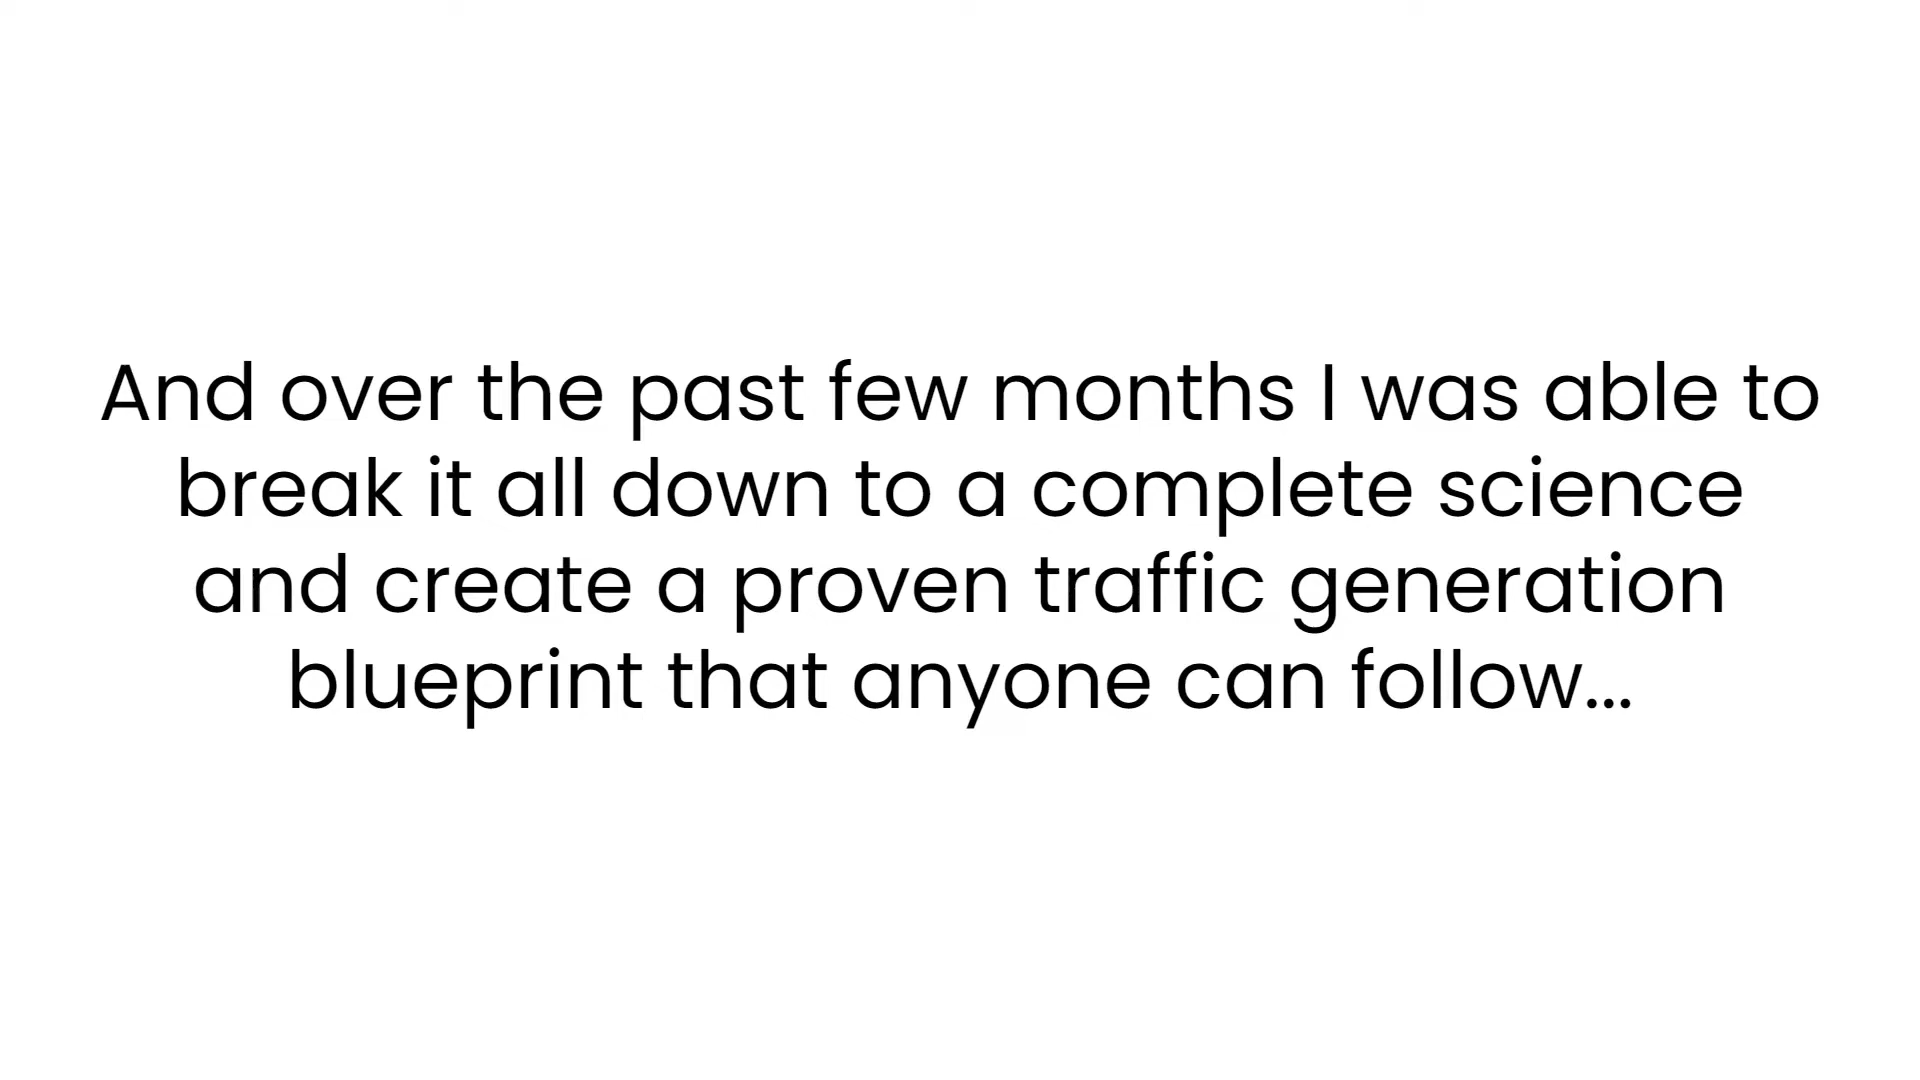 And over the past few months I was able to
break it all down to a complete science
and create a proven traffic generation
blueprint that anyone can follow...